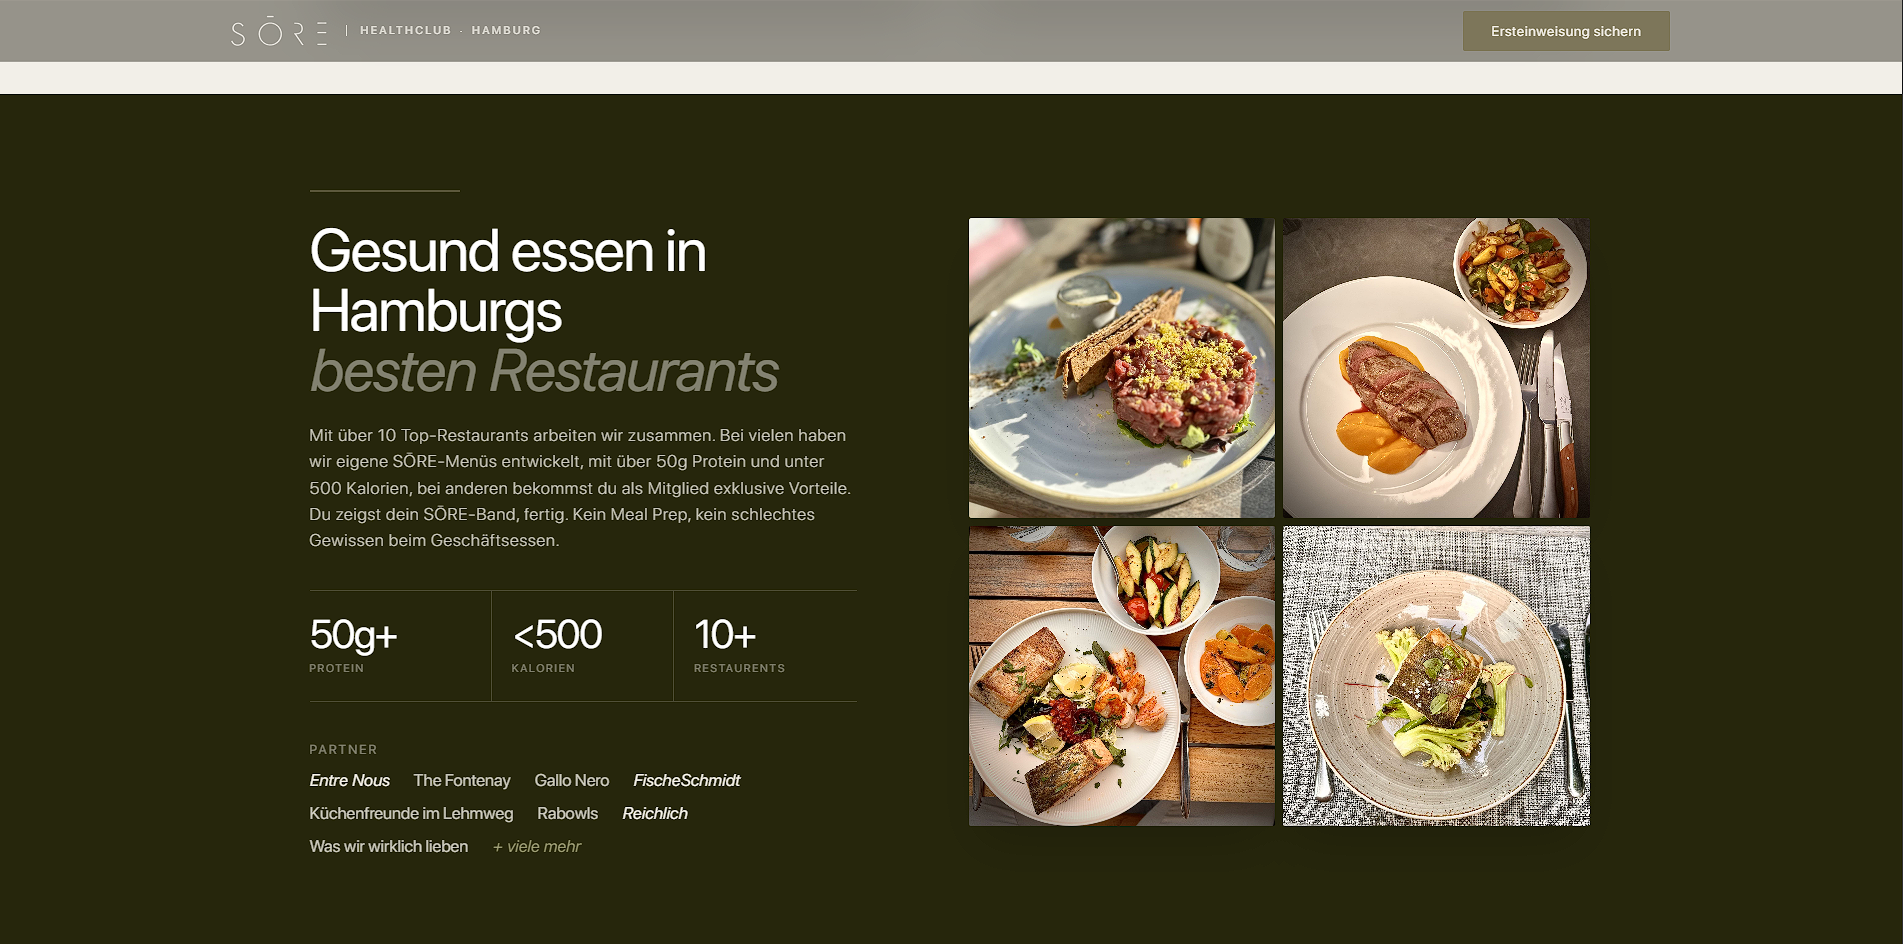 SŌRE | HEALTHCLUB · HAMBURG
Ersteinweisung sichern
Gesund essen in
Hamburgs
besten Restaurants
Mit über 10 Top-Restaurants arbeiten wir zusammen. Bei vielen haben
wir eigene SŌRE-Menüs entwickelt, mit über 50g Protein und unter
500 Kalorien, bei anderen bekommst du als Mitglied exklusive Vorteile.
Du zeigst dein SŌRE-Band, fertig. Kein Meal Prep, kein schlechtes
Gewissen beim Geschäftsessen.
50g+
PROTEIN
<500
KALORIEN
10+
RESTAURENTS
PARTNER
Entre Nous The Fontenay Gallo Nero FischeSchmidt
Küchenfreunde im Lehmweg Rabowls Reichlich
Was wir wirklich lieben + viele mehr